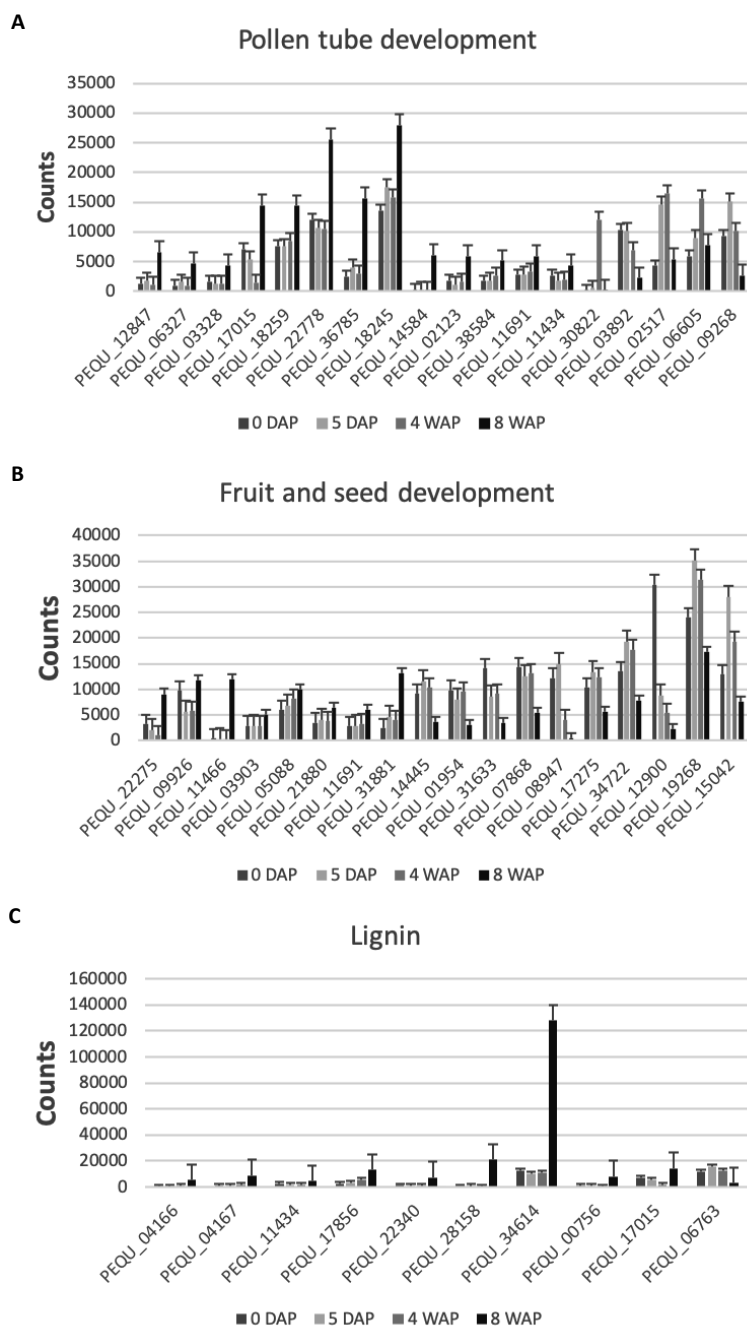 A
Pollen tube development
35000
30000
25000
20000
15000
10000
5000
0
Counts
PEQU_12847
PEQU_06327
PEQU_03328
PEQU_17015
PEQU_18259
PEQU_22778
PEQU_36785
PEQU_18245
PEQU_14584
PEQU_02123
PEQU_38584
PEQU_11691
PEQU_11434
PEQU_30822
PEQU_03892
PEQU_02517
PEQU_06605
PEQU_09268
0 DAP 5 DAP 4 WAP 8 WAP
B
Fruit and seed development
40000
35000
30000
25000
20000
15000
10000
5000
0
Counts
PEQU_22275
PEQU_09926
PEQU_11466
PEQU_03903
PEQU_05088
PEQU_21880
PEQU_11691
PEQU_31881
PEQU_14445
PEQU_01954
PEQU_31633
PEQU_07868
PEQU_08947
PEQU_17275
PEQU_34722
PEQU_12900
PEQU_19268
PEQU_15042
0 DAP 5 DAP 4 WAP 8 WAP
C
Lignin
160000
140000
120000
100000
80000
60000
40000
20000
0
Counts
PEQU_04166
PEQU_04167
PEQU_11434
PEQU_17856
PEQU_22340
PEQU_28158
PEQU_34614
PEQU_00756
PEQU_17015
PEQU_06763
0 DAP 5 DAP 4 WAP 8 WAP